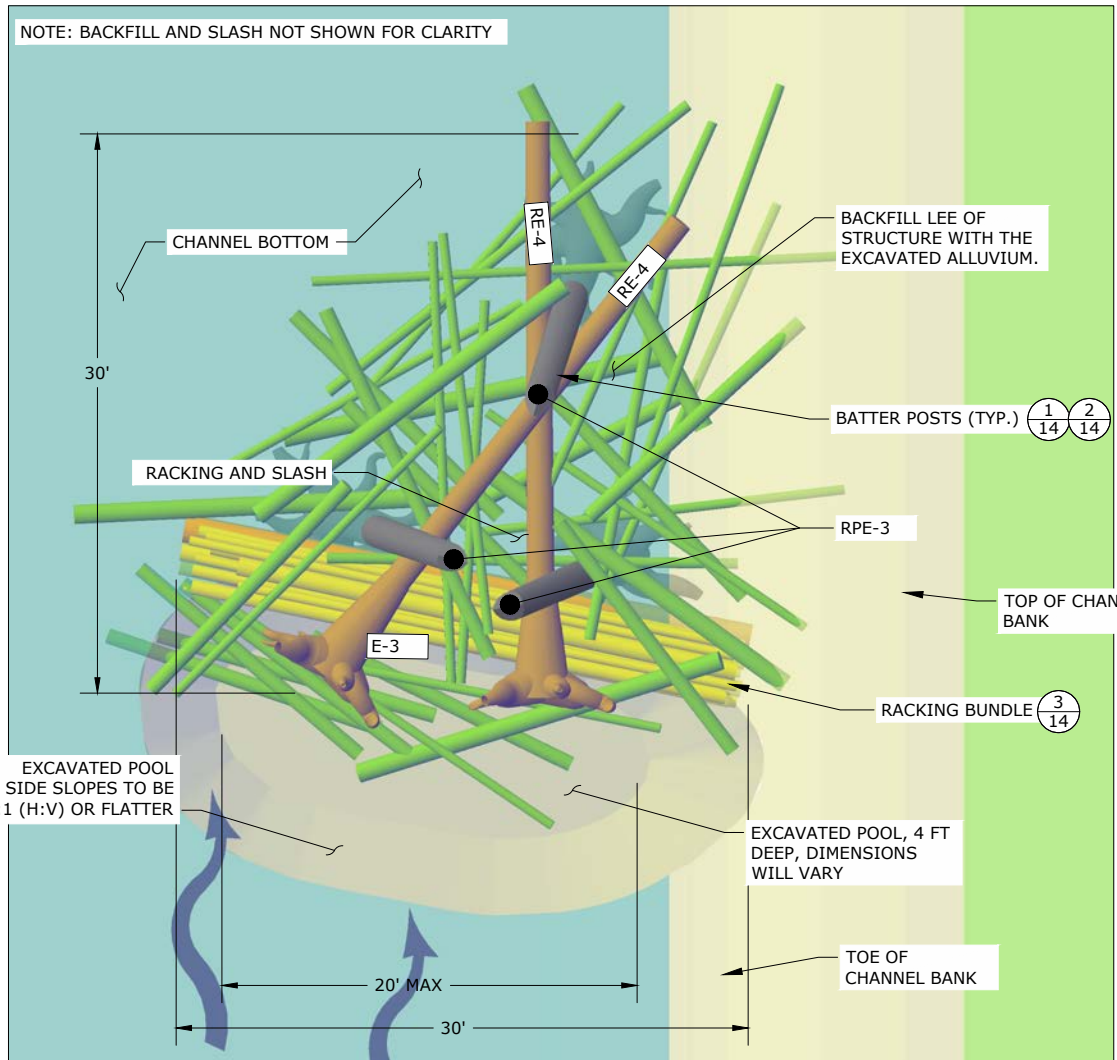 NOTE: BACKFILL AND SLASH NOT SHOWN FOR CLARITY
RE-4
RE-4
CHANNEL BOTTOM
BACKFILL LEE OF
STRUCTURE WITH THE
EXCAVATED ALLUVIUM.
30'
BATTER POSTS (TYP.)
1
14
2
14
RACKING AND SLASH
RPE-3
TOP OF CHAN
BANK
E-3
RACKING BUNDLE
3
14
EXCAVATED POOL
SIDE SLOPES TO BE
1 (H:V) OR FLATTER
EXCAVATED POOL, 4 FT
DEEP, DIMENSIONS
WILL VARY
TOE OF
CHANNEL BANK
20' MAX
30'